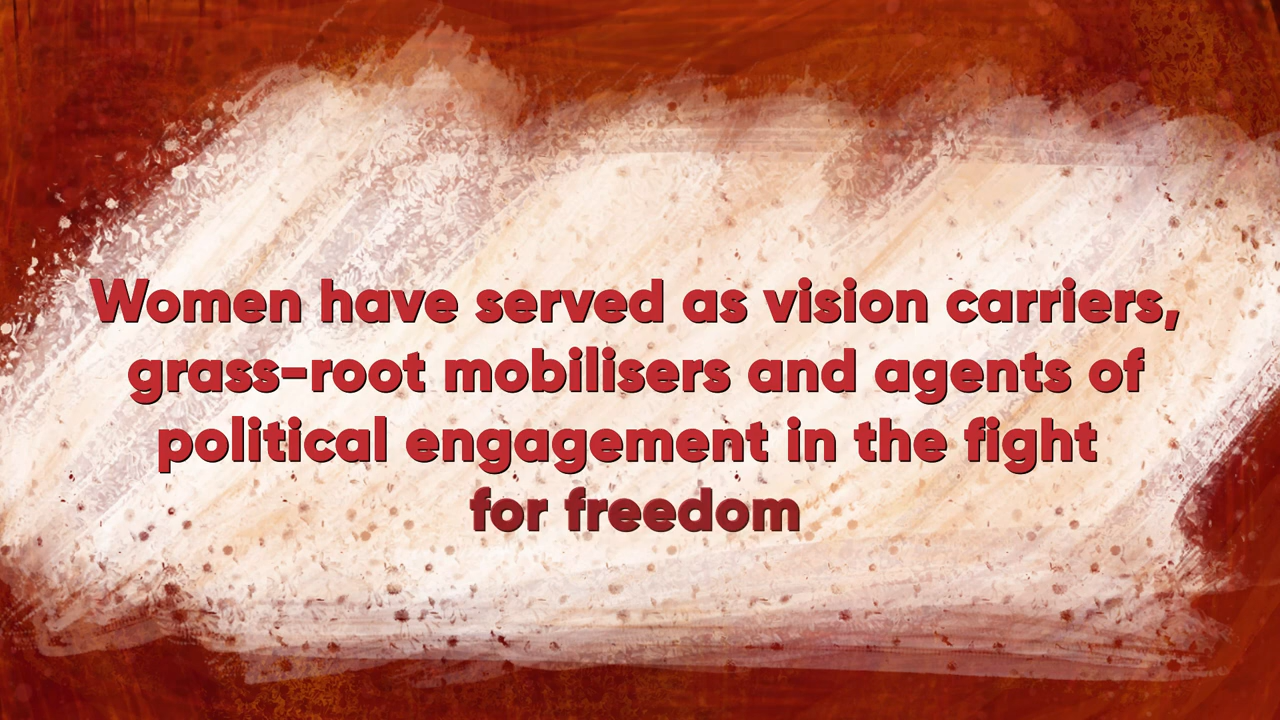 Women have served as vision carriers,
grass-root mobilisers and agents of
political engagement in the fight
for freedom